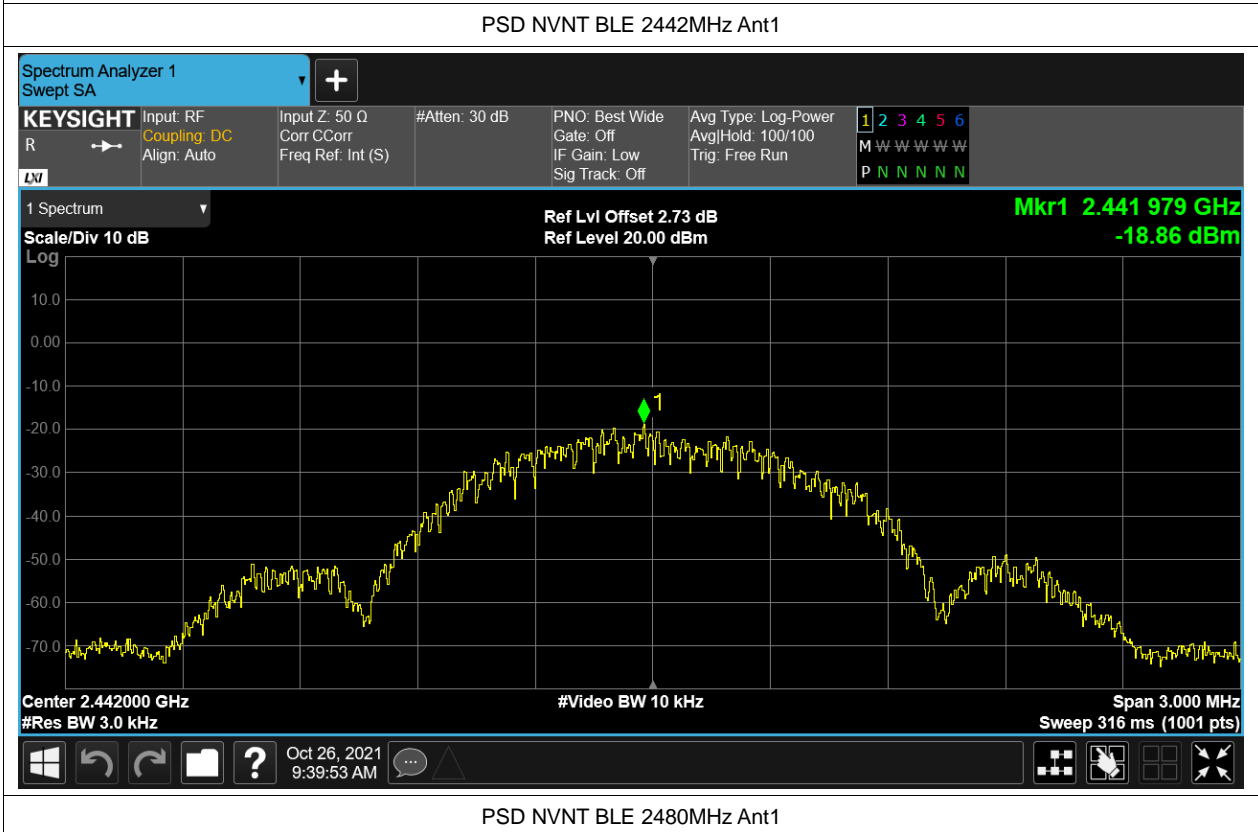 PSD NVNT BLE 2442MHz Ant1
Spectrum Analyzer 1
Swept SA
KEYSIGHT
R
LXI
Input: RF
Coupling: DC
Align: Auto
Input Z: 50 Ω
Corr CCorr
Freq Ref: Int (S)
#Atten: 30 dB
PNO: Best Wide
Gate: Off
IF Gain: Low
Sig Track: Off
Avg Type: Log-Power
Avg|Hold: 100/100
Trig: Free Run
1 2 3 4 5 6
M W W W W W
P N N N N N
1 Spectrum
Scale/Div 10 dB
Log
Ref Lvl Offset 2.73 dB
Ref Level 20.00 dBm
Mkr1 2.441 979 GHz
-18.86 dBm
10.0
0.00
-10.0
1
-20.0
-30.0
-40.0
-50.0
-60.0
-70.0
Center 2.442000 GHz
#Res BW 3.0 kHz
#Video BW 10 kHz
Span 3.000 MHz
Sweep 316 ms (1001 pts)
?
Oct 26, 2021
9:39:53 AM
PSD NVNT BLE 2480MHz Ant1